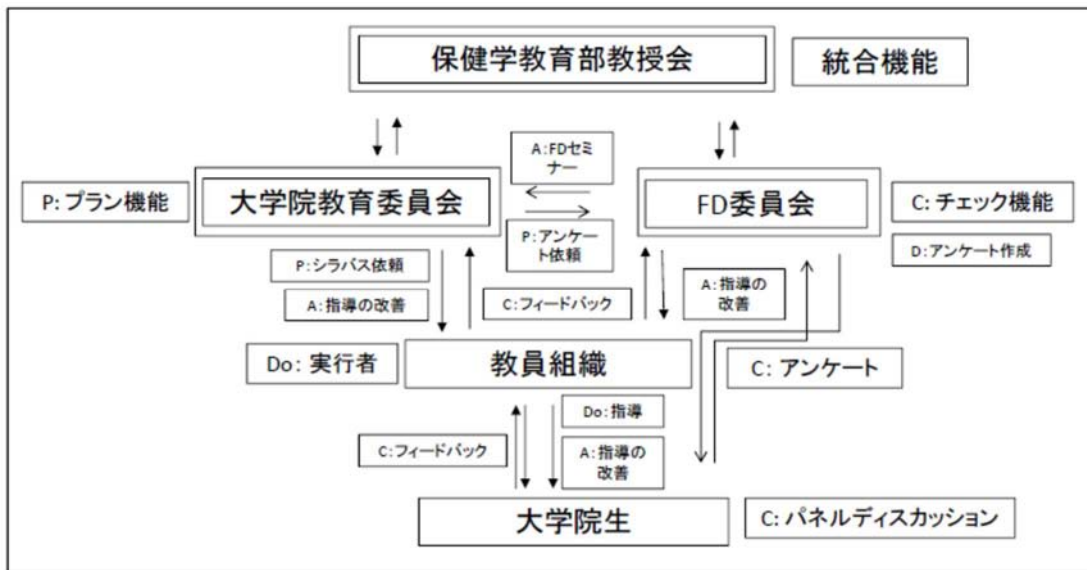 保健学教育部教授会
統合機能
A:FDセミ
ナー
P: プラン機能
大学院教育委員会
FD委員会
C: チェック機能
P:アンケー
ト依頼
D:アンケート作成
P:シラバス依頼
A:指導の改善
C:フィードバック
A:指導の
改善
Do: 実行者
教員組織
C: アンケート
Do:指導
C:フィードバック
A:指導の
改善
大学院生
C: パネルディスカッション